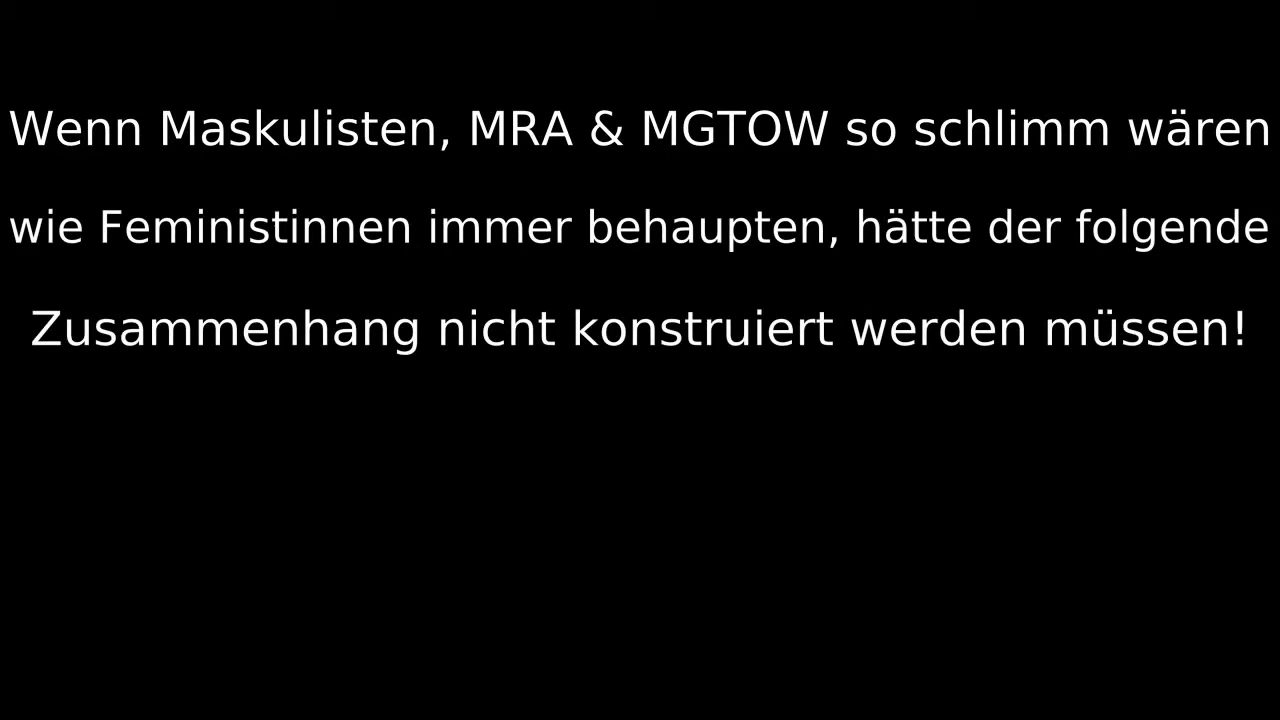 Wenn Maskulisten, MRA & MGTOW so schlimm wären
wie Feministinnen immer behaupten, hätte der folgende
Zusammenhang nicht konstruiert werden müssen!